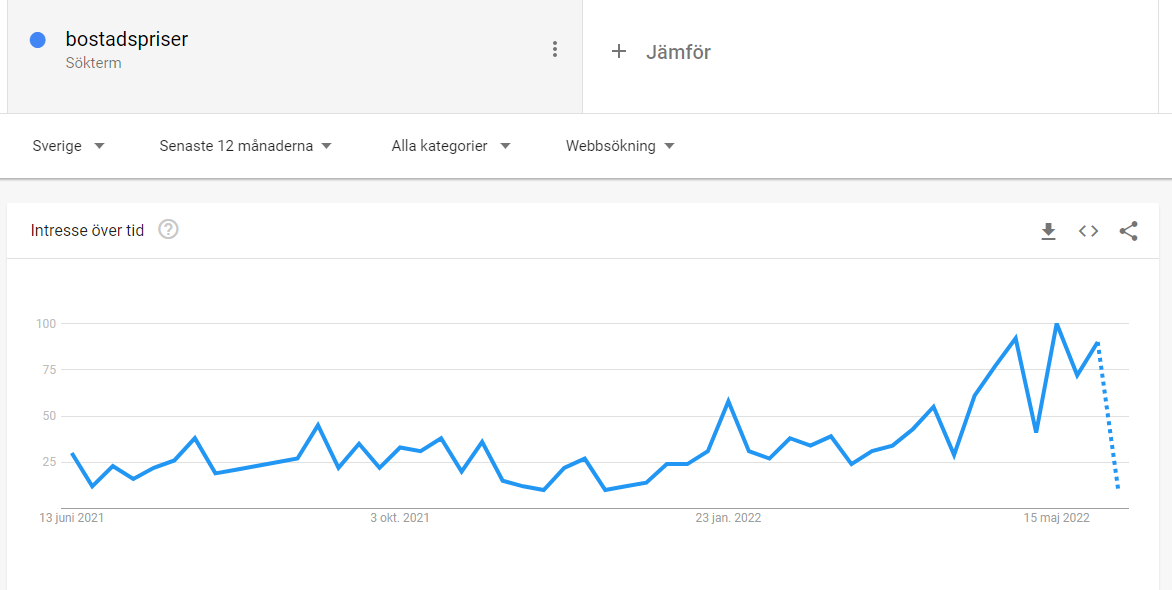 bostadspriser
Sökterm
+ Jämför
Sverige Senaste 12 månaderna Alla kategorier Webbsökning
Intresse över tid ?
100
75
50
25
13 juni 2021 3 okt. 2021 23 jan. 2022 15 maj 2022